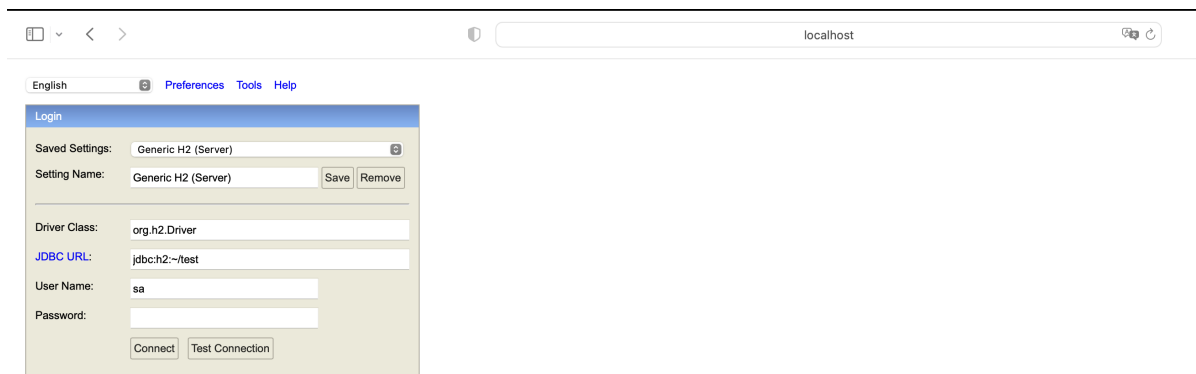 localhost
English Preferences Tools Help
Login
Saved Settings: Generic H2 (Server)
Setting Name: Generic H2 (Server) Save Remove
Driver Class: org.h2.Driver
JDBC URL: jdbc:h2:~/test
User Name: sa
Password:
Connect Test Connection